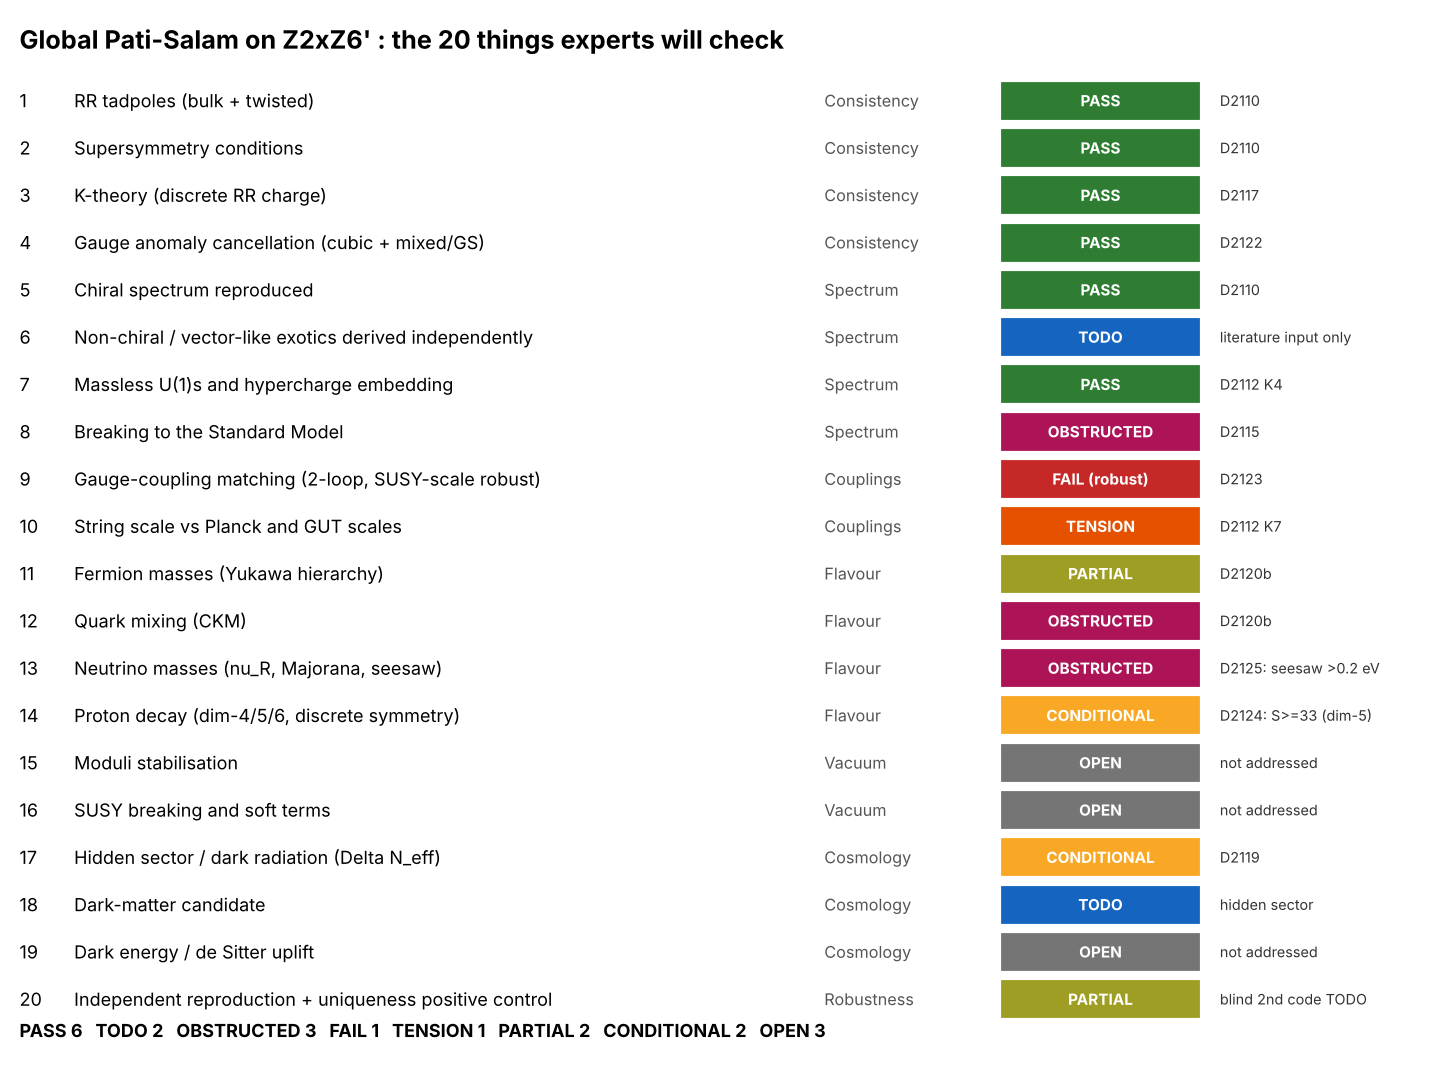 Global Pati-Salam on Z2xZ6' : the 20 things experts will check
1 RR tadpoles (bulk + twisted) Consistency PASS D2110
2 Supersymmetry conditions Consistency PASS D2110
3 K-theory (discrete RR charge) Consistency PASS D2117
4 Gauge anomaly cancellation (cubic + mixed/GS) Consistency PASS D2122
5 Chiral spectrum reproduced Spectrum PASS D2110
6 Non-chiral / vector-like exotics derived independently Spectrum TODO literature input only
7 Massless U(1)s and hypercharge embedding Spectrum PASS D2112 K4
8 Breaking to the Standard Model Spectrum OBSTRUCTED D2115
9 Gauge-coupling matching (2-loop, SUSY-scale robust) Couplings FAIL (robust) D2123
10 String scale vs Planck and GUT scales Couplings TENSION D2112 K7
11 Fermion masses (Yukawa hierarchy) Flavour PARTIAL D2120b
12 Quark mixing (CKM) Flavour OBSTRUCTED D2120b
13 Neutrino masses (nu_R, Majorana, seesaw) Flavour OBSTRUCTED D2125: seesaw >0.2 eV
14 Proton decay (dim-4/5/6, discrete symmetry) Flavour CONDITIONAL D2124: S>=33 (dim-5)
15 Moduli stabilisation Vacuum OPEN not addressed
16 SUSY breaking and soft terms Vacuum OPEN not addressed
17 Hidden sector / dark radiation (Delta N_eff) Cosmology CONDITIONAL D2119
18 Dark-matter candidate Cosmology TODO hidden sector
19 Dark energy / de Sitter uplift Cosmology OPEN not addressed
20 Independent reproduction + uniqueness positive control Robustness PARTIAL blind 2nd code TODO
PASS 6 TODO 2 OBSTRUCTED 3 FAIL 1 TENSION 1 PARTIAL 2 CONDITIONAL 2 OPEN 3